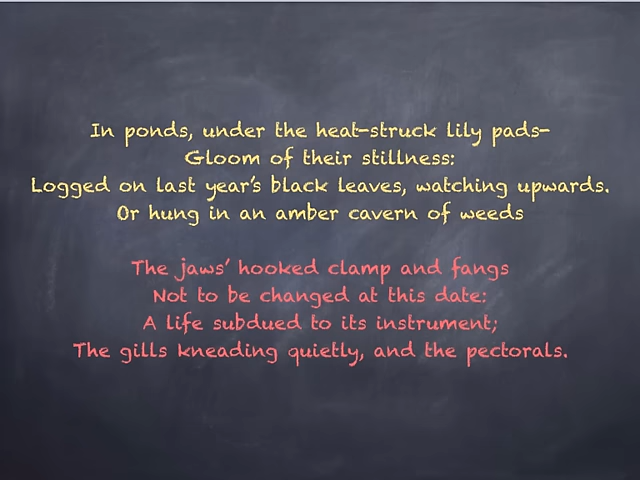 In ponds, under the heat-struck lily pads-
Gloom of their stillness:
Logged on last year's black leaves, watching upwards.
Or hung in an amber cavern of weeds
The jaws' hooked clamp and fangs
Not to be changed at this date:
A life subdued to its instrument;
The gills kneading quietly, and the pectorals.